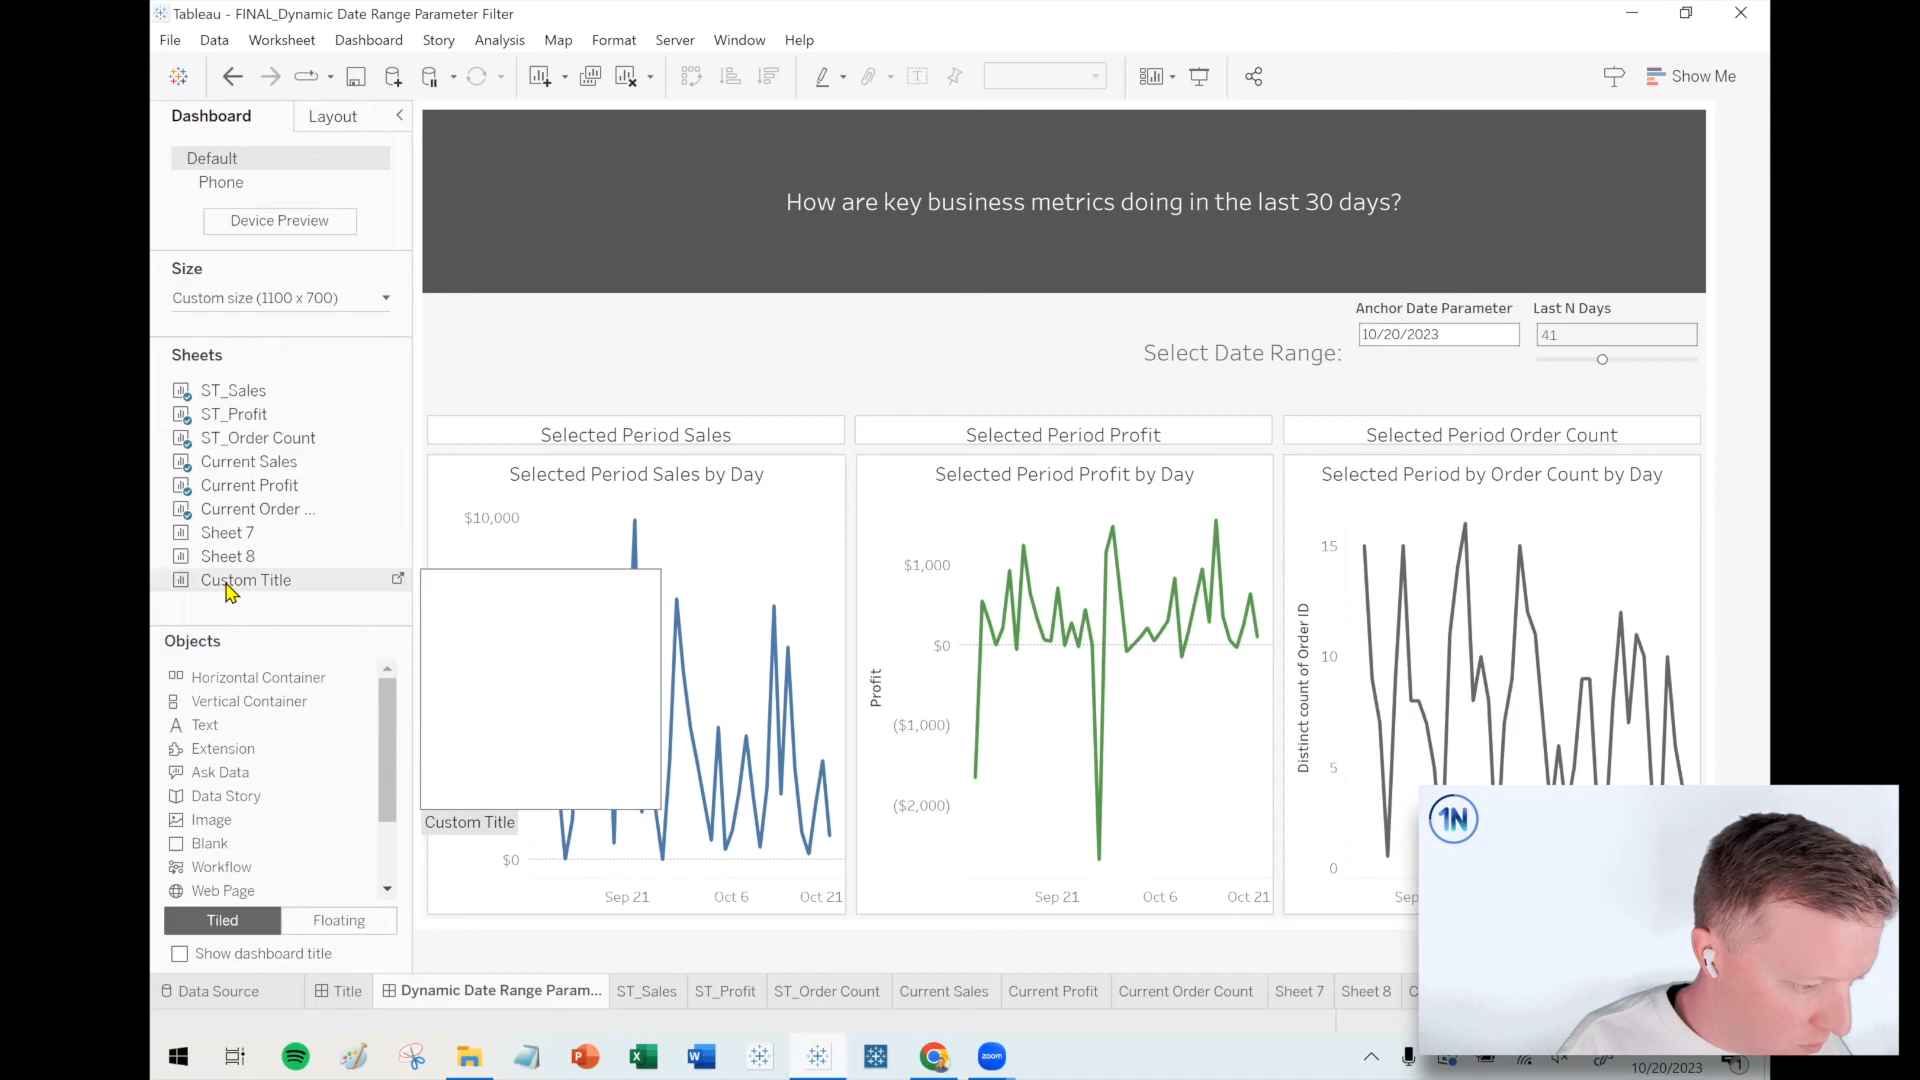 Tableau - FINAL_Dynamic Date Range Parameter Filter
File Data Worksheet Dashboard Story Analysis Map Format Server Window Help
Show Me
Dashboard Layout
Default
Phone
Device Preview
Size
Custom size (1100 x 700)
Sheets
ST_Sales
ST_Profit
ST_Order Count
Current Sales
Current Profit
Current Order ...
Sheet 7
Sheet 8
Custom Title
Objects
Horizontal Container
Vertical Container
Text
Extension
Ask Data
Data Story
Image
Blank
Workflow
Web Page
Tiled Floating
Show dashboard title
How are key business metrics doing in the last 30 days?
Select Date Range:
Anchor Date Parameter
10/20/2023
Last N Days
41
Selected Period Sales
Selected Period Profit
Selected Period Order Count
Selected Period Sales by Day
$10,000
$0
Sep 21 Oct 6 Oct 21
Custom Title
Selected Period Profit by Day
Profit
$1,000
$0
($1,000)
($2,000)
Sep 21 Oct 6 Oct 21
Selected Period by Order Count by Day
Distinct count of Order ID
15
10
5
0
Sep
1N
Data Source Title Dynamic Date Range Param... ST_Sales ST_Profit ST_Order Count Current Sales Current Profit Current Order Count Sheet 7 Sheet 8 C
zoom
10/20/2023
1